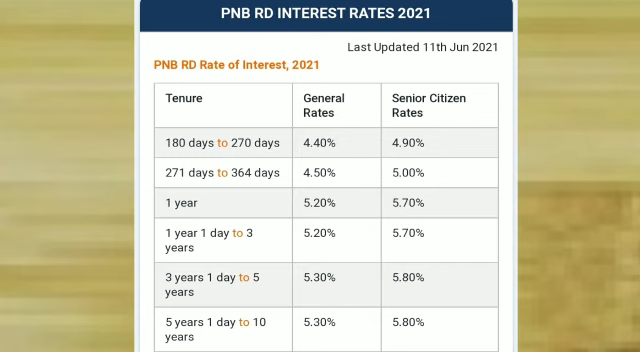 PNB RD INTEREST RATES 2021
Last Updated 11th Jun 2021
PNB RD Rate of Interest, 2021
Tenure General Rates Senior Citizen Rates
180 days to 270 days 4.40% 4.90%
271 days to 364 days 4.50% 5.00%
1 year 5.20% 5.70%
1 year 1 day to 3 years 5.20% 5.70%
3 years 1 day to 5 years 5.30% 5.80%
5 years 1 day to 10 years 5.30% 5.80%